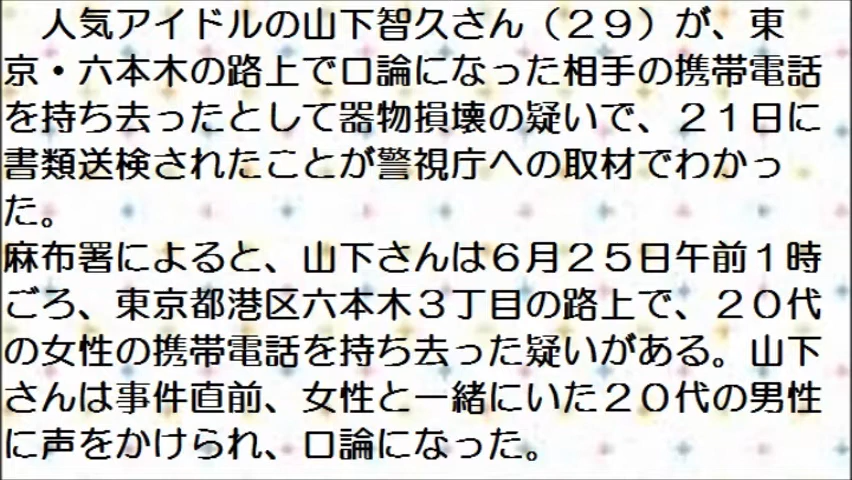 人気アイドルの山下智久さん（２９）が、東
京・六本木の路上で口論になった相手の携帯電話
を持ち去ったとして器物損壊の疑いで、２１日に
書類送検されたことが警視庁への取材でわかっ
た。
麻布署によると、山下さんは６月２５日午前１時
ごろ、東京都港区六本木３丁目の路上で、２０代
の女性の携帯電話を持ち去った疑いがある。山下
さんは事件直前、女性と一緒にいた２０代の男性
に声をかけられ、口論になった。